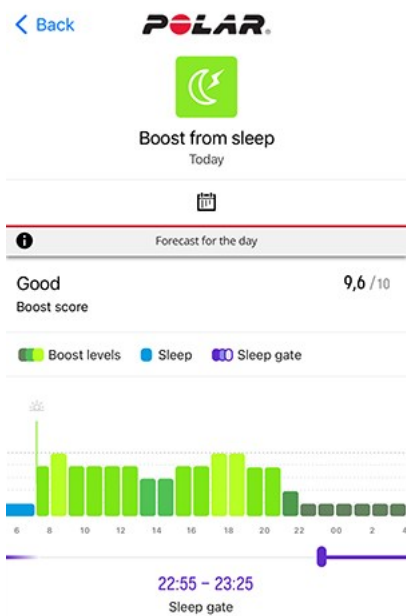 Back
POLAR.
Boost from sleep
Today
Forecast for the day
Good
9,6 /10
Boost score
Boost levels Sleep Sleep gate
6 8 10 12 14 16 18 20 22 00 2 4
22:55 – 23:25
Sleep gate